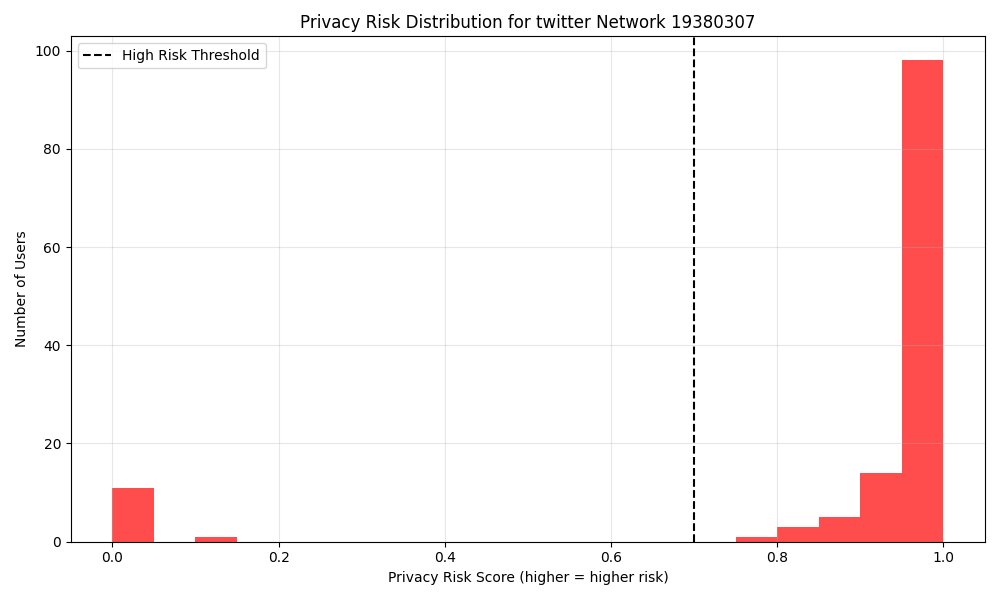 Privacy Risk Distribution for twitter Network 19380307
High Risk Threshold
100
80
60
40
20
0
Number of Users
0.0 0.2 0.4 0.6 0.8 1.0
Privacy Risk Score (higher = higher risk)